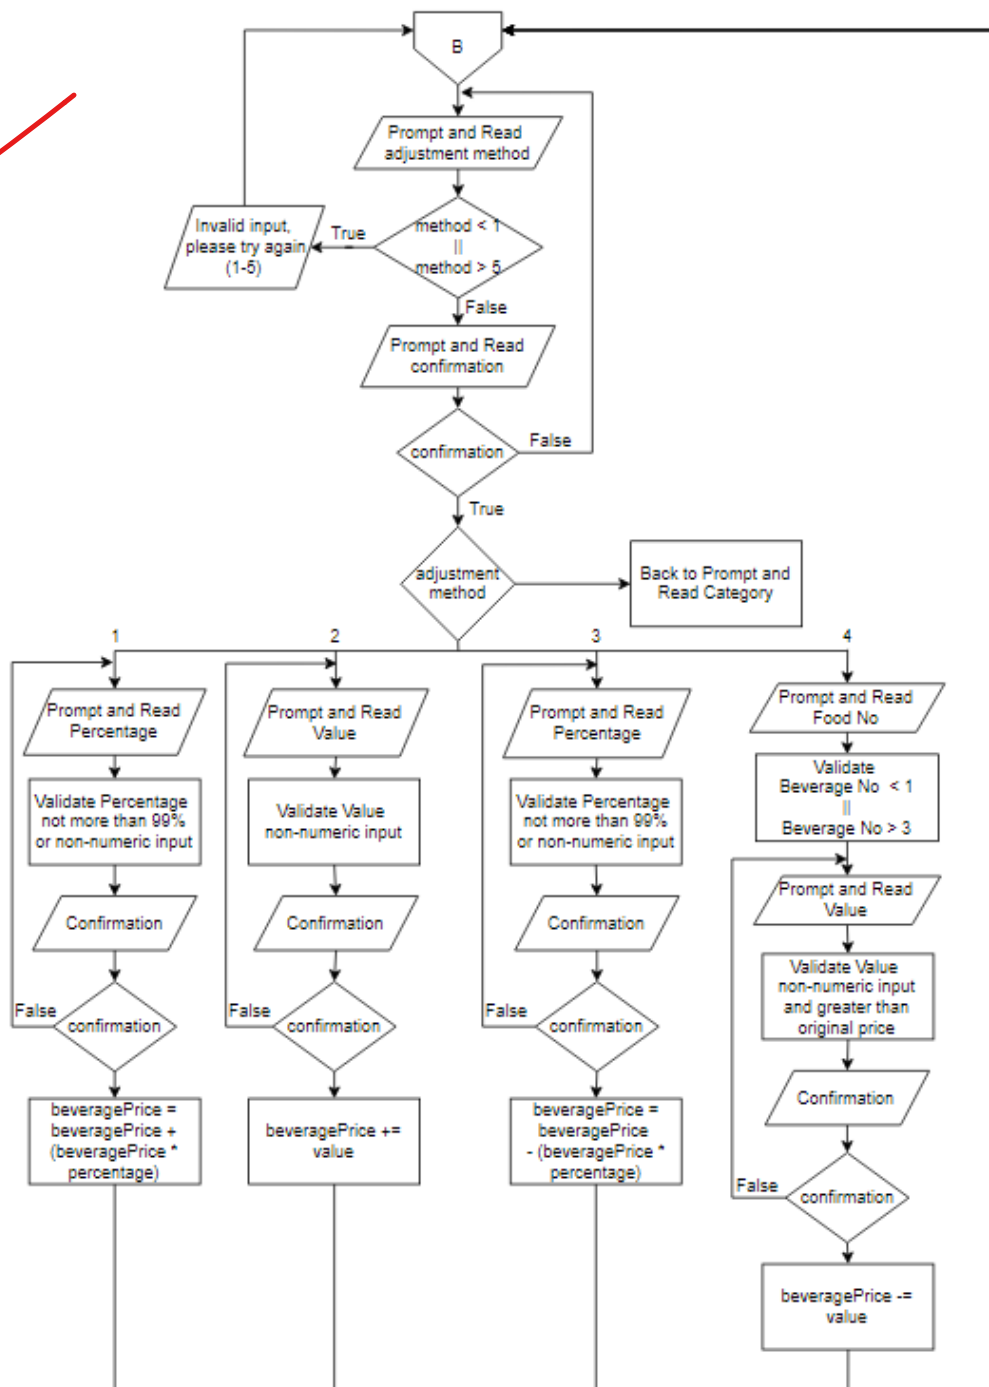 B
Prompt and Read
adjustment method
Invalid input,
please try again
(1-5)
True
method < 1
||
method > 5
False
Prompt and Read
confirmation
confirmation
False
True
adjustment
method
Back to Prompt and
Read Category
1
2
3
4
Prompt and Read
Percentage
Prompt and Read
Value
Prompt and Read
Percentage
Prompt and Read
Food No
Validate Percentage
not more than 99%
or non-numeric input
Validate Value
non-numeric input
Validate Percentage
not more than 99%
or non-numeric input
Validate
Beverage No < 1
||
Beverage No > 3
Prompt and Read
Value
Confirmation
Confirmation
Confirmation
Validate Value
non-numeric input
and greater than
original price
False
confirmation
False
confirmation
False
confirmation
Confirmation
beveragePrice =
beveragePrice +
(beveragePrice *
percentage)
beveragePrice +=
value
beveragePrice =
beveragePrice
- (beveragePrice *
percentage)
False
confirmation
beveragePrice -=
value